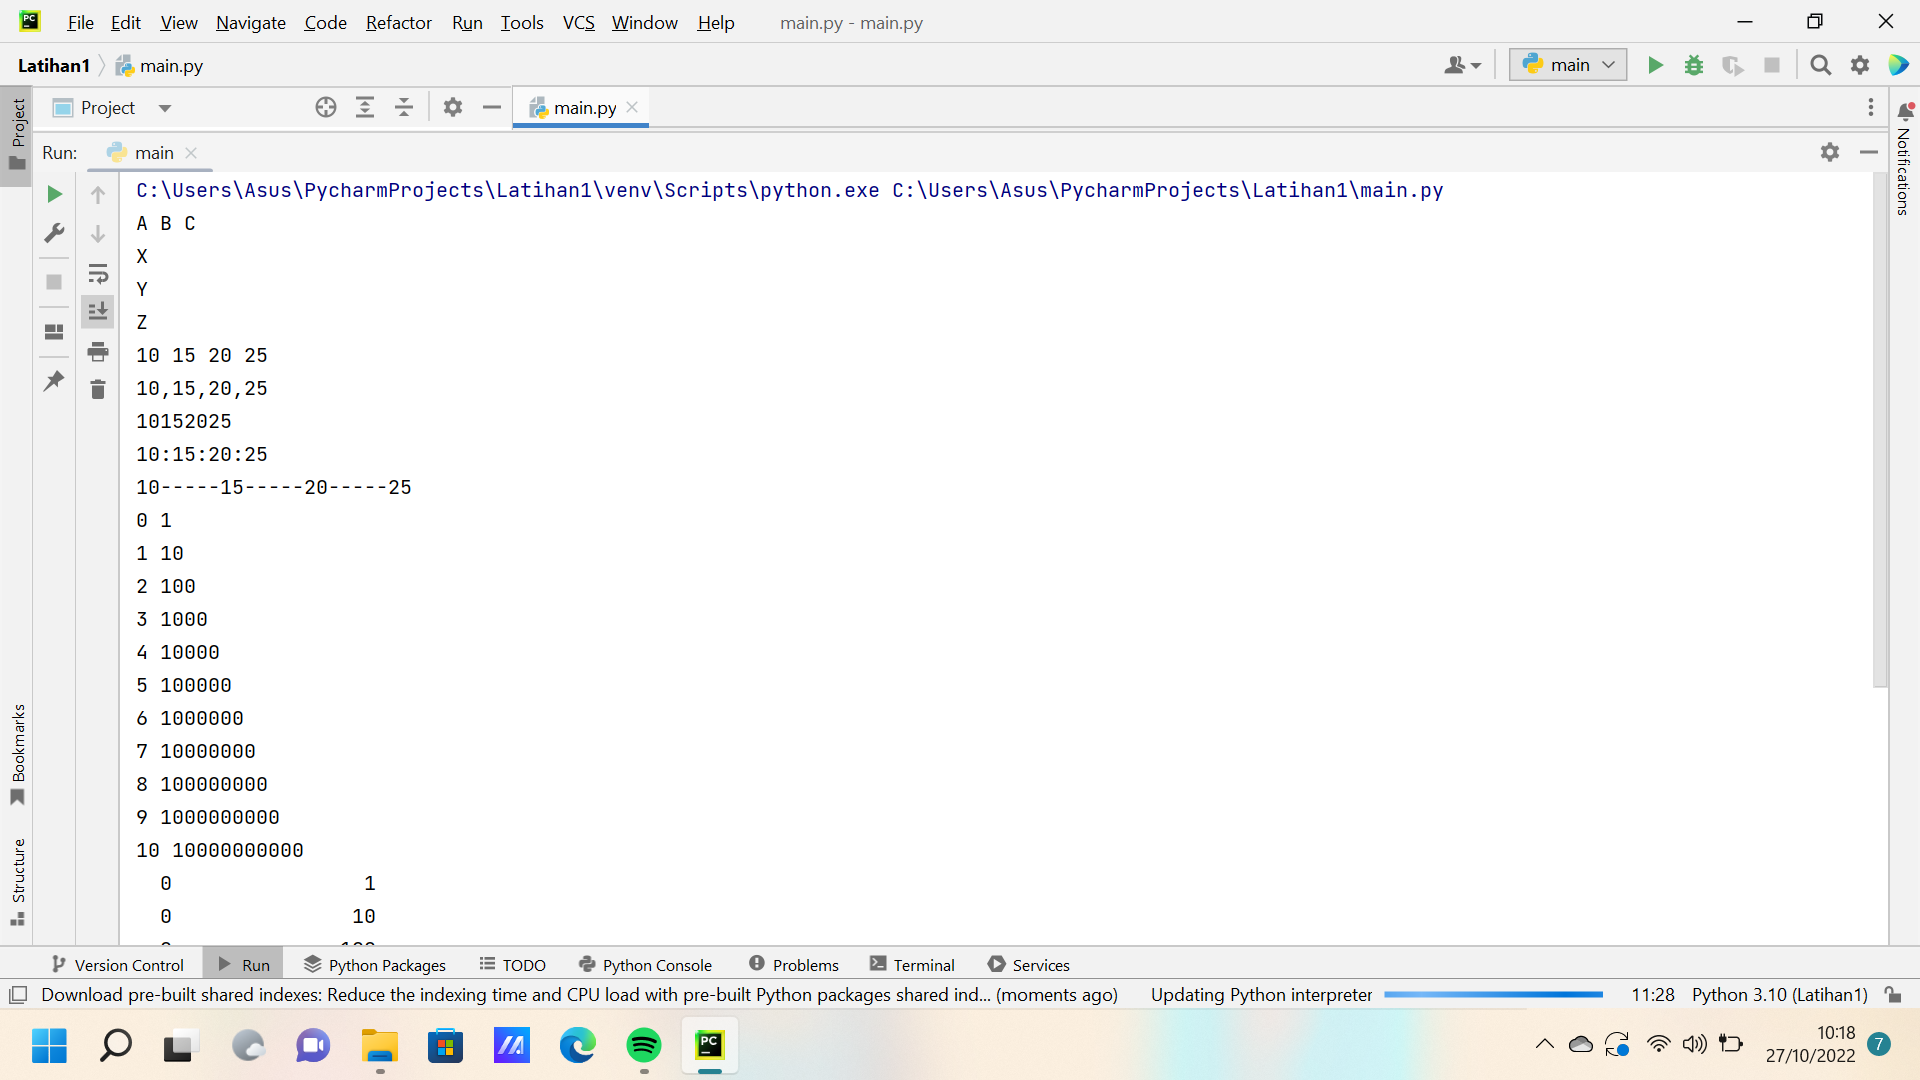 File Edit View Navigate Code Refactor Run Tools VCS Window Help main.py - main.py
Latihan1 main.py main
Project main.py
Run: main
C:\Users\Asus\PycharmProjects\Latihan1\venv\Scripts\python.exe C:\Users\Asus\PycharmProjects\Latihan1\main.py
A B C
X
Y
Z
10 15 20 25
10,15,20,25
10152025
10:15:20:25
10-----15-----20-----25
0 1
1 10
2 100
3 1000
4 10000
5 100000
6 1000000
7 10000000
8 100000000
9 1000000000
10 10000000000
  0                1
  0               10
Project
Bookmarks
Structure
Notifications
Version Control Run Python Packages TODO Python Console Problems Terminal Services
Download pre-built shared indexes: Reduce the indexing time and CPU load with pre-built Python packages shared ind... (moments ago) Updating Python interpreter 11:28 Python 3.10 (Latihan1)
PC
10:18
27/10/2022
7